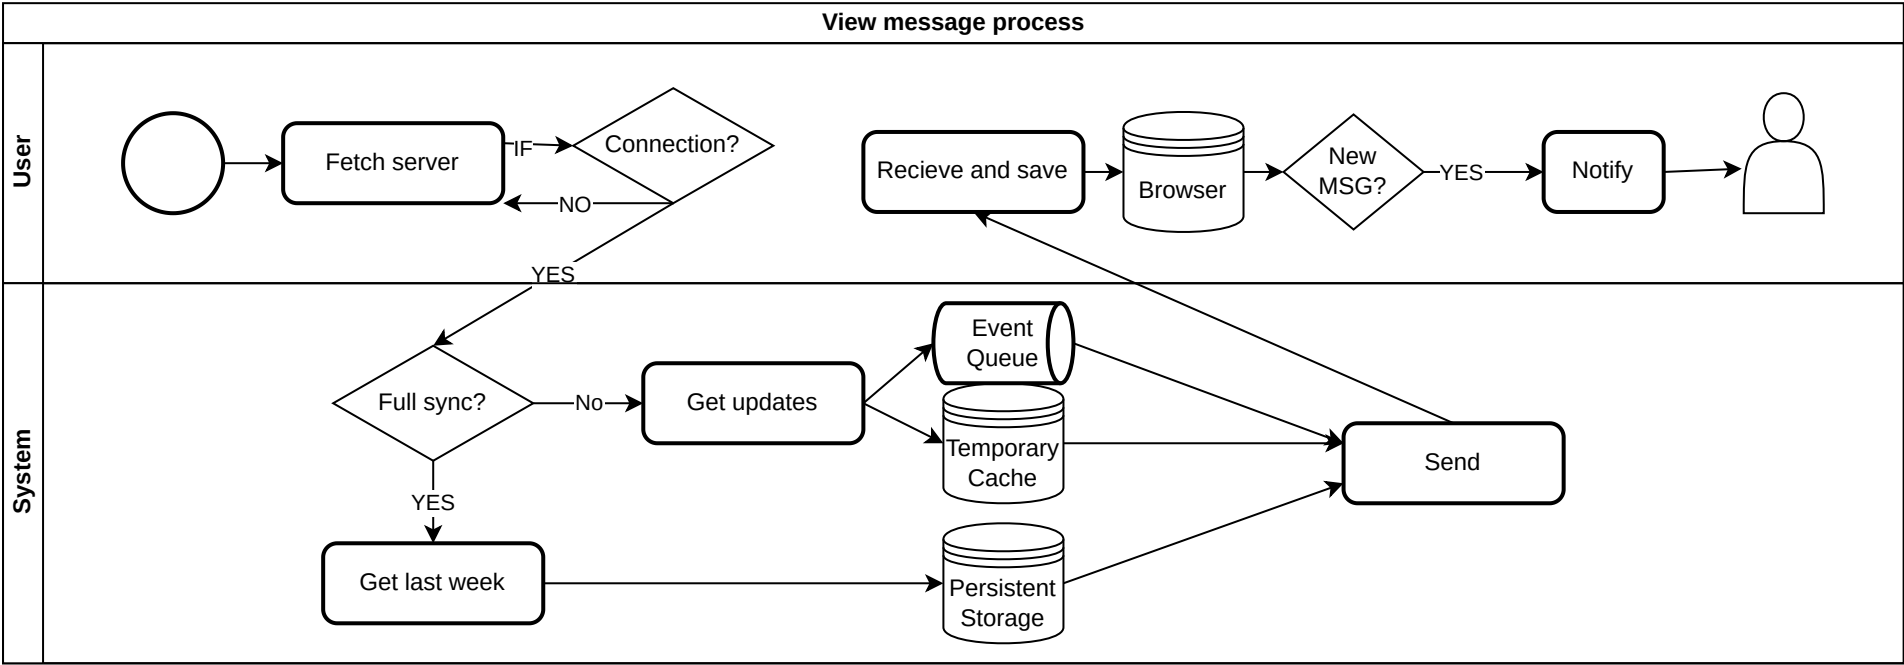 View message process
User
Fetch server
IF
Connection?
NO
YES
Recieve and save
Browser
New
MSG?
YES
Notify
System
Full sync?
No
Get updates
Event
Queue
Temporary
Cache
Send
YES
Get last week
Persistent
Storage